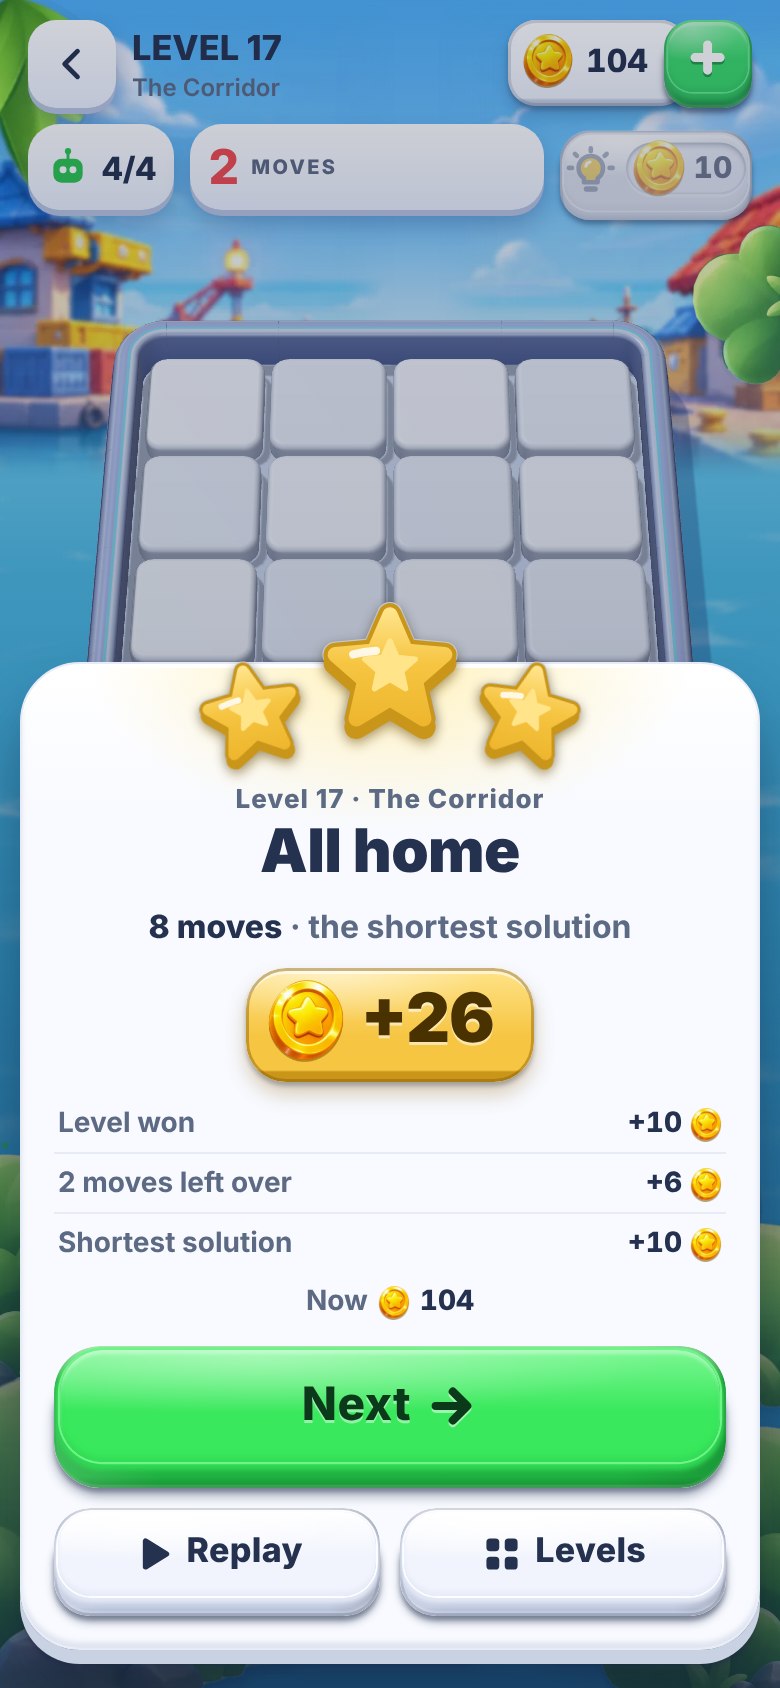 LEVEL 17
The Corridor
104
4/4
2 MOVES
10
Level 17 · The Corridor
All home
8 moves · the shortest solution
+26
Level won +10
2 moves left over +6
Shortest solution +10
Now 104
Next →
Replay
Levels